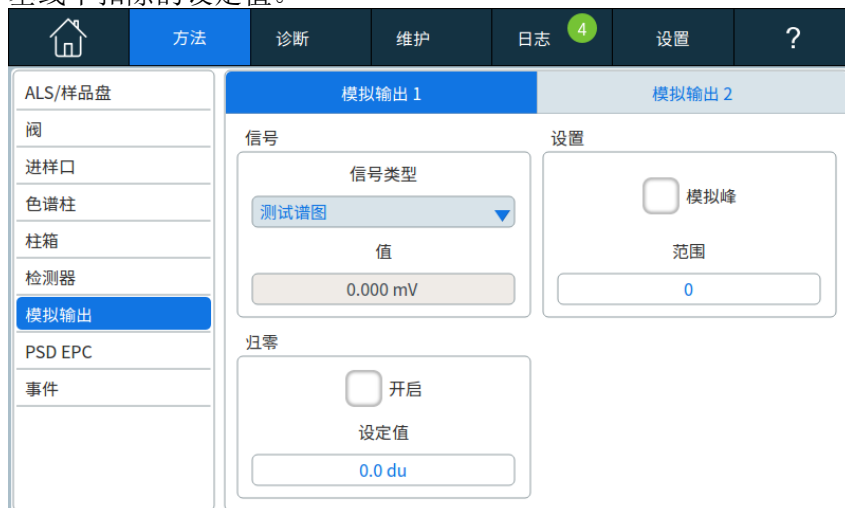 方法 诊断 维护 日志 4 设置 ?
ALS/样品盘
阀
进样口
色谱柱
柱箱
检测器
模拟输出
PSD EPC
事件
模拟输出 1 模拟输出 2
信号
信号类型
测试谱图
值
0.000 mV
设置
模拟峰
范围
0
归零
开启
设定值
0.0 du